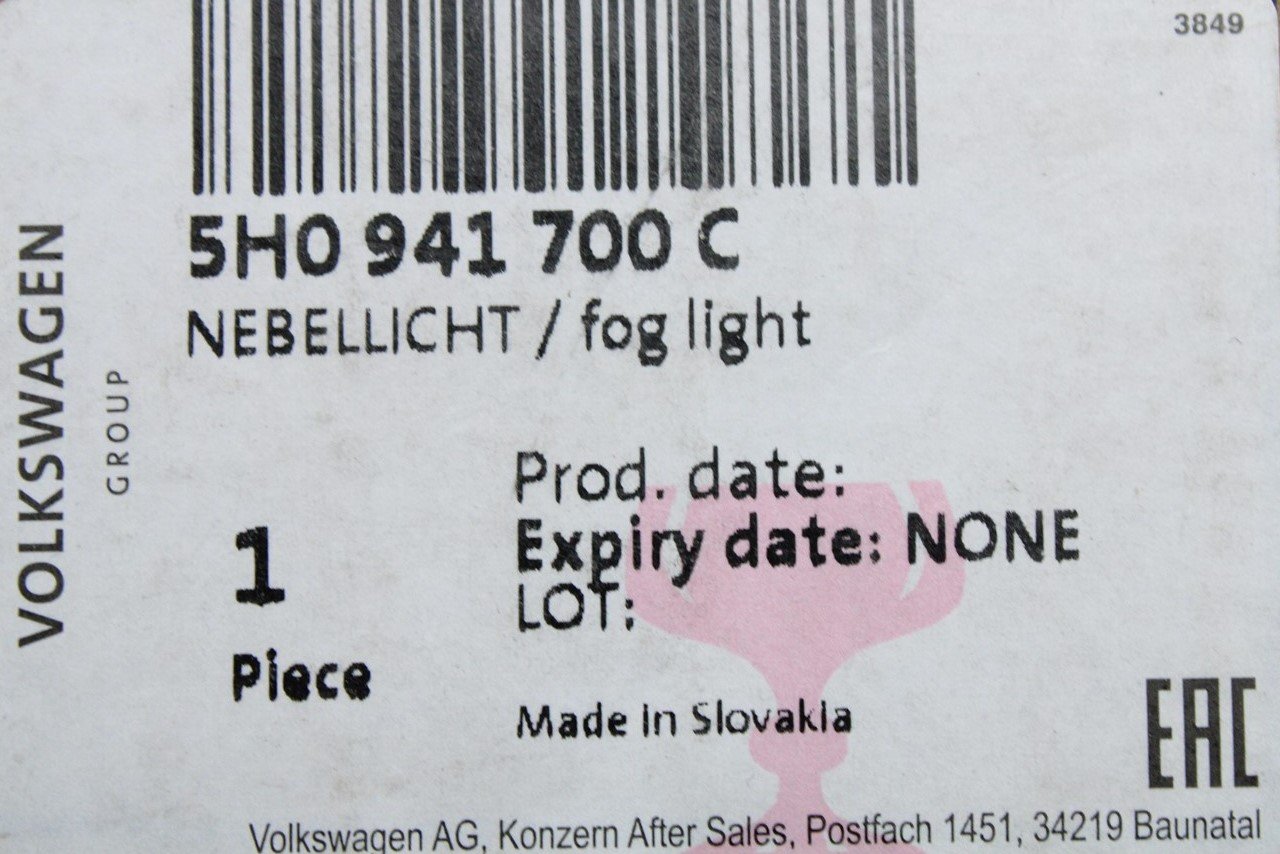 3849
5H0 941 700 C
NEBELLICHT / fog light
VOLKSWAGEN
GROUP
Prod. date:
Expiry date: NONE
LOT:
1
Piece
Made in Slovakia
EAC
Volkswagen AG, Konzern After Sales, Postfach 1451, 34219 Baunatal